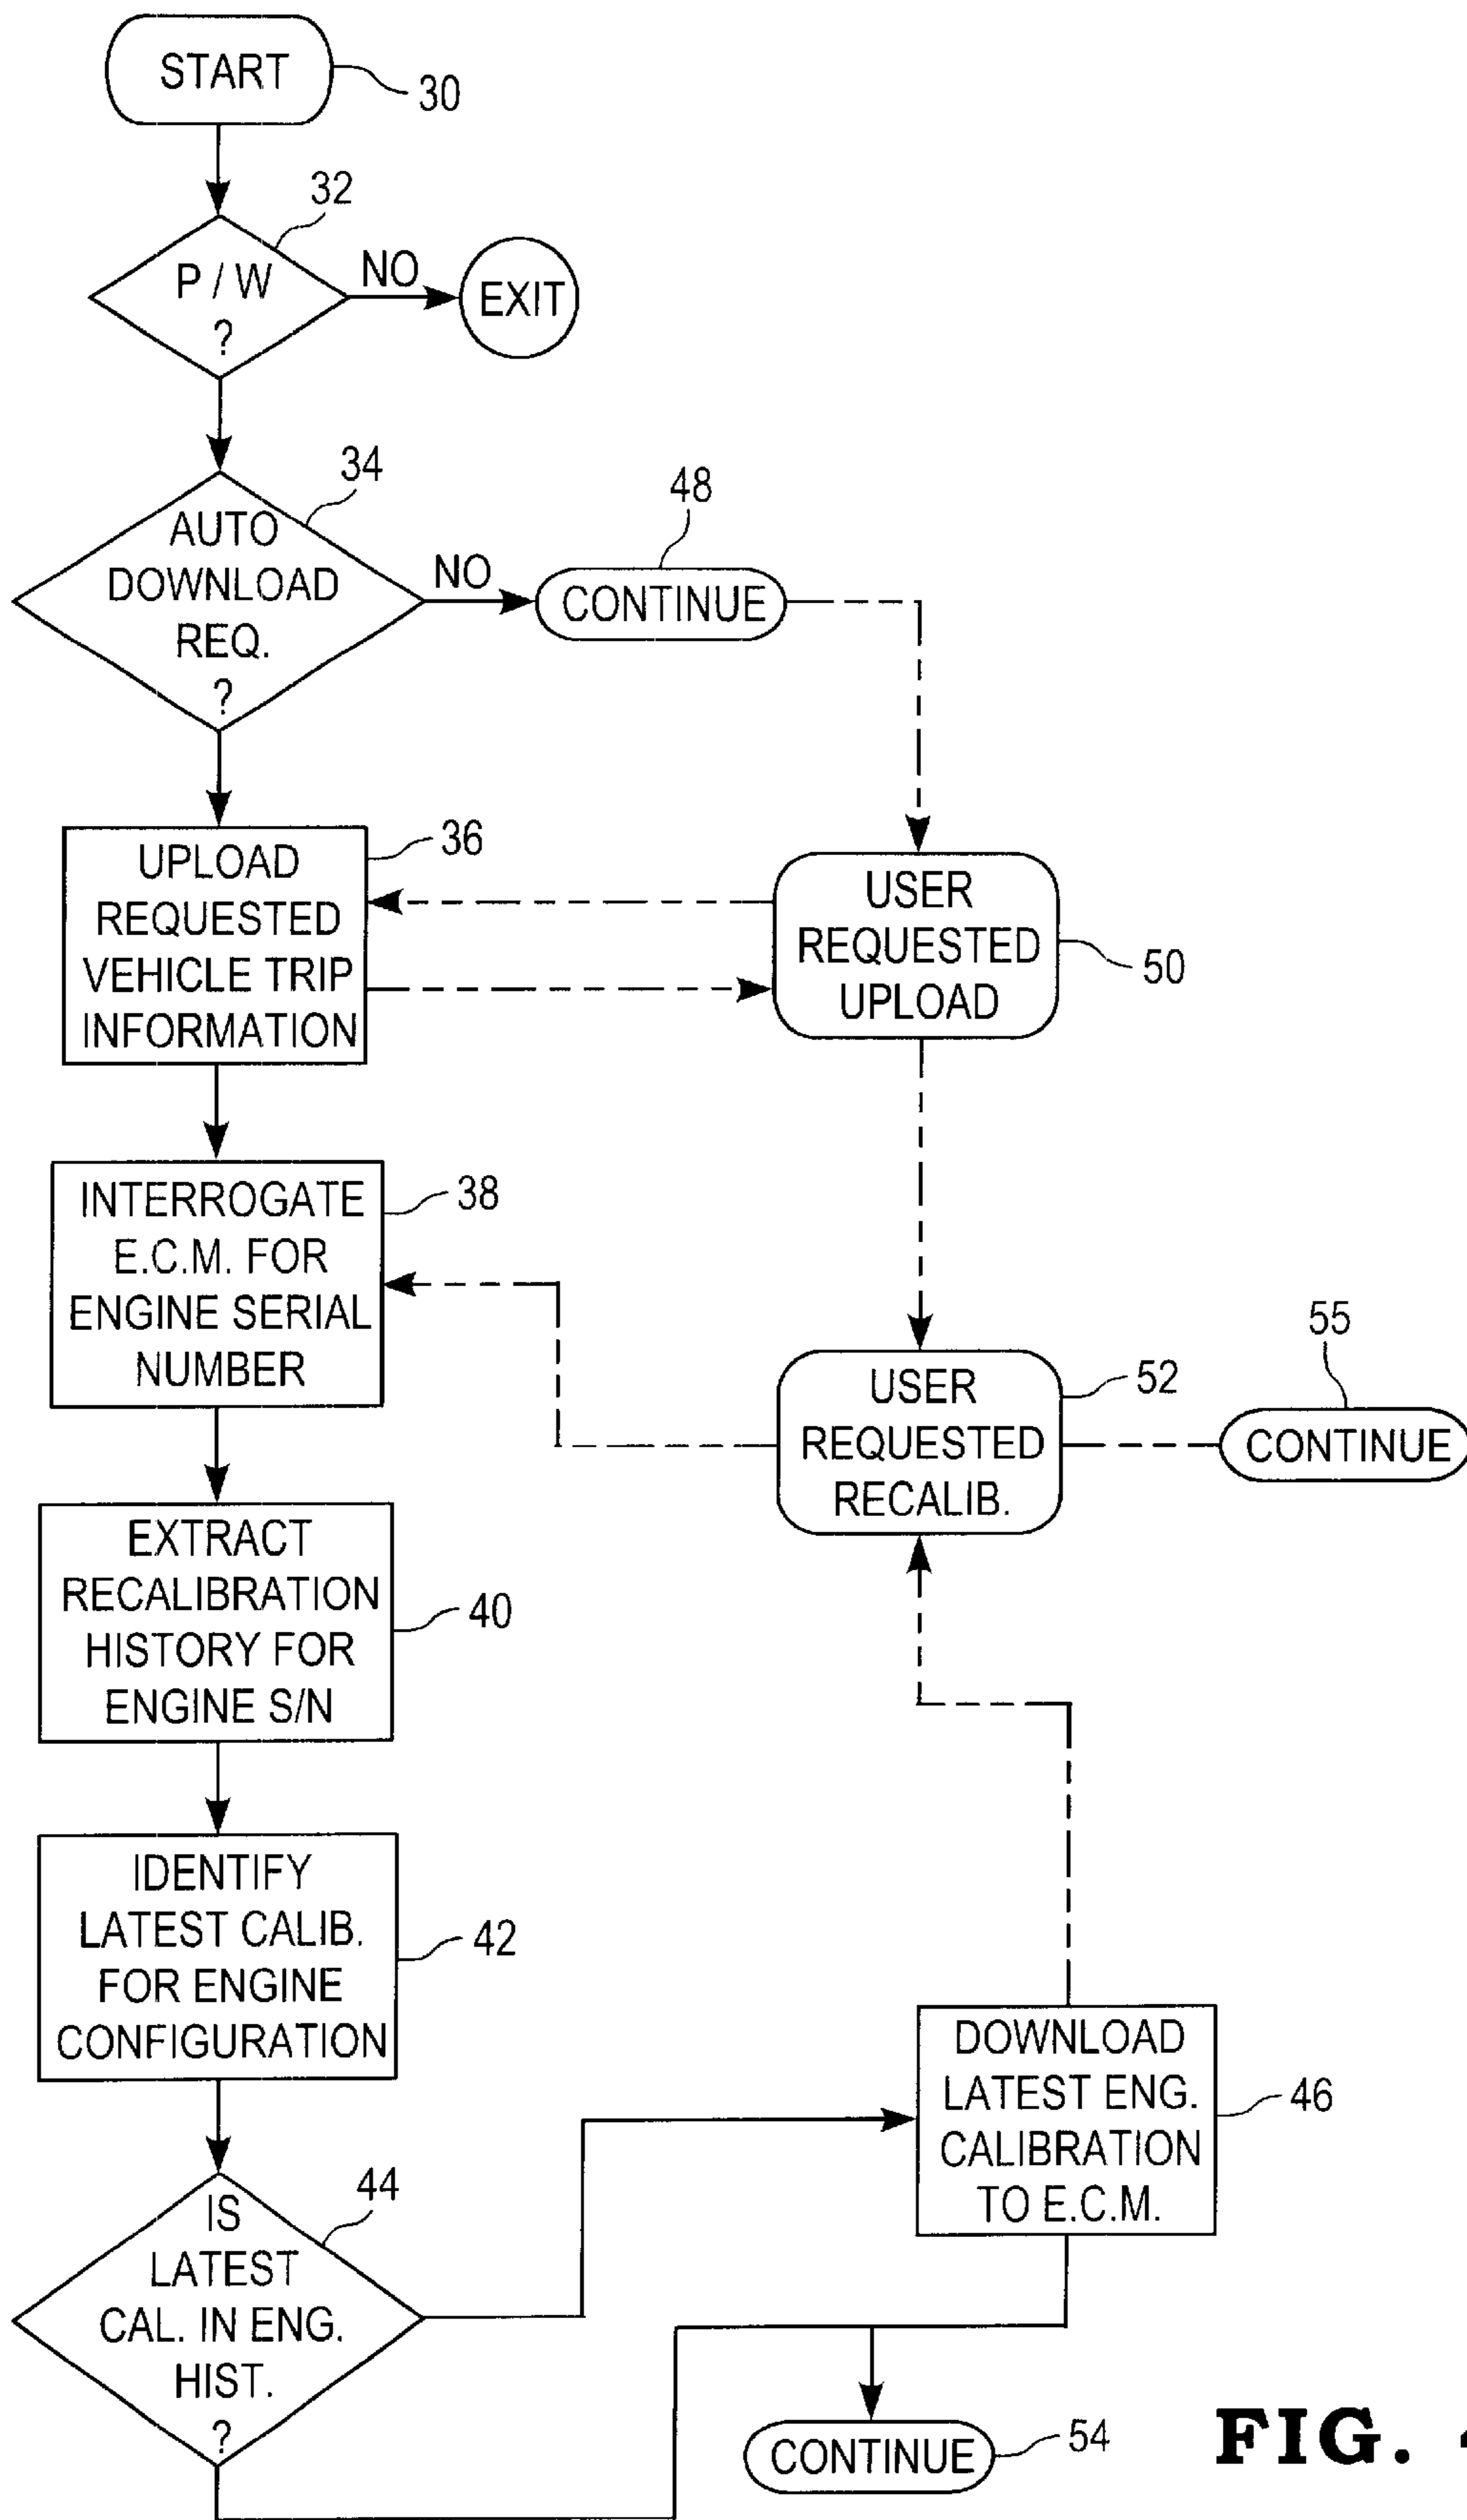 START
30
32
P / W
?
NO
EXIT
34
AUTO
DOWNLOAD
REQ.
?
NO
48
CONTINUE
36
UPLOAD
REQUESTED
VEHICLE TRIP
INFORMATION
USER
REQUESTED
UPLOAD
50
38
INTERROGATE
E.C.M. FOR
ENGINE SERIAL
NUMBER
USER
REQUESTED
RECALIB.
52
55
CONTINUE
EXTRACT
RECALIBRATION
HISTORY FOR
ENGINE S/N
40
IDENTIFY
LATEST CALIB.
FOR ENGINE
CONFIGURATION
42
DOWNLOAD
LATEST ENG.
CALIBRATION
TO E.C.M.
46
44
IS
LATEST
CAL. IN ENG.
HIST.
?
CONTINUE
54
FIG.